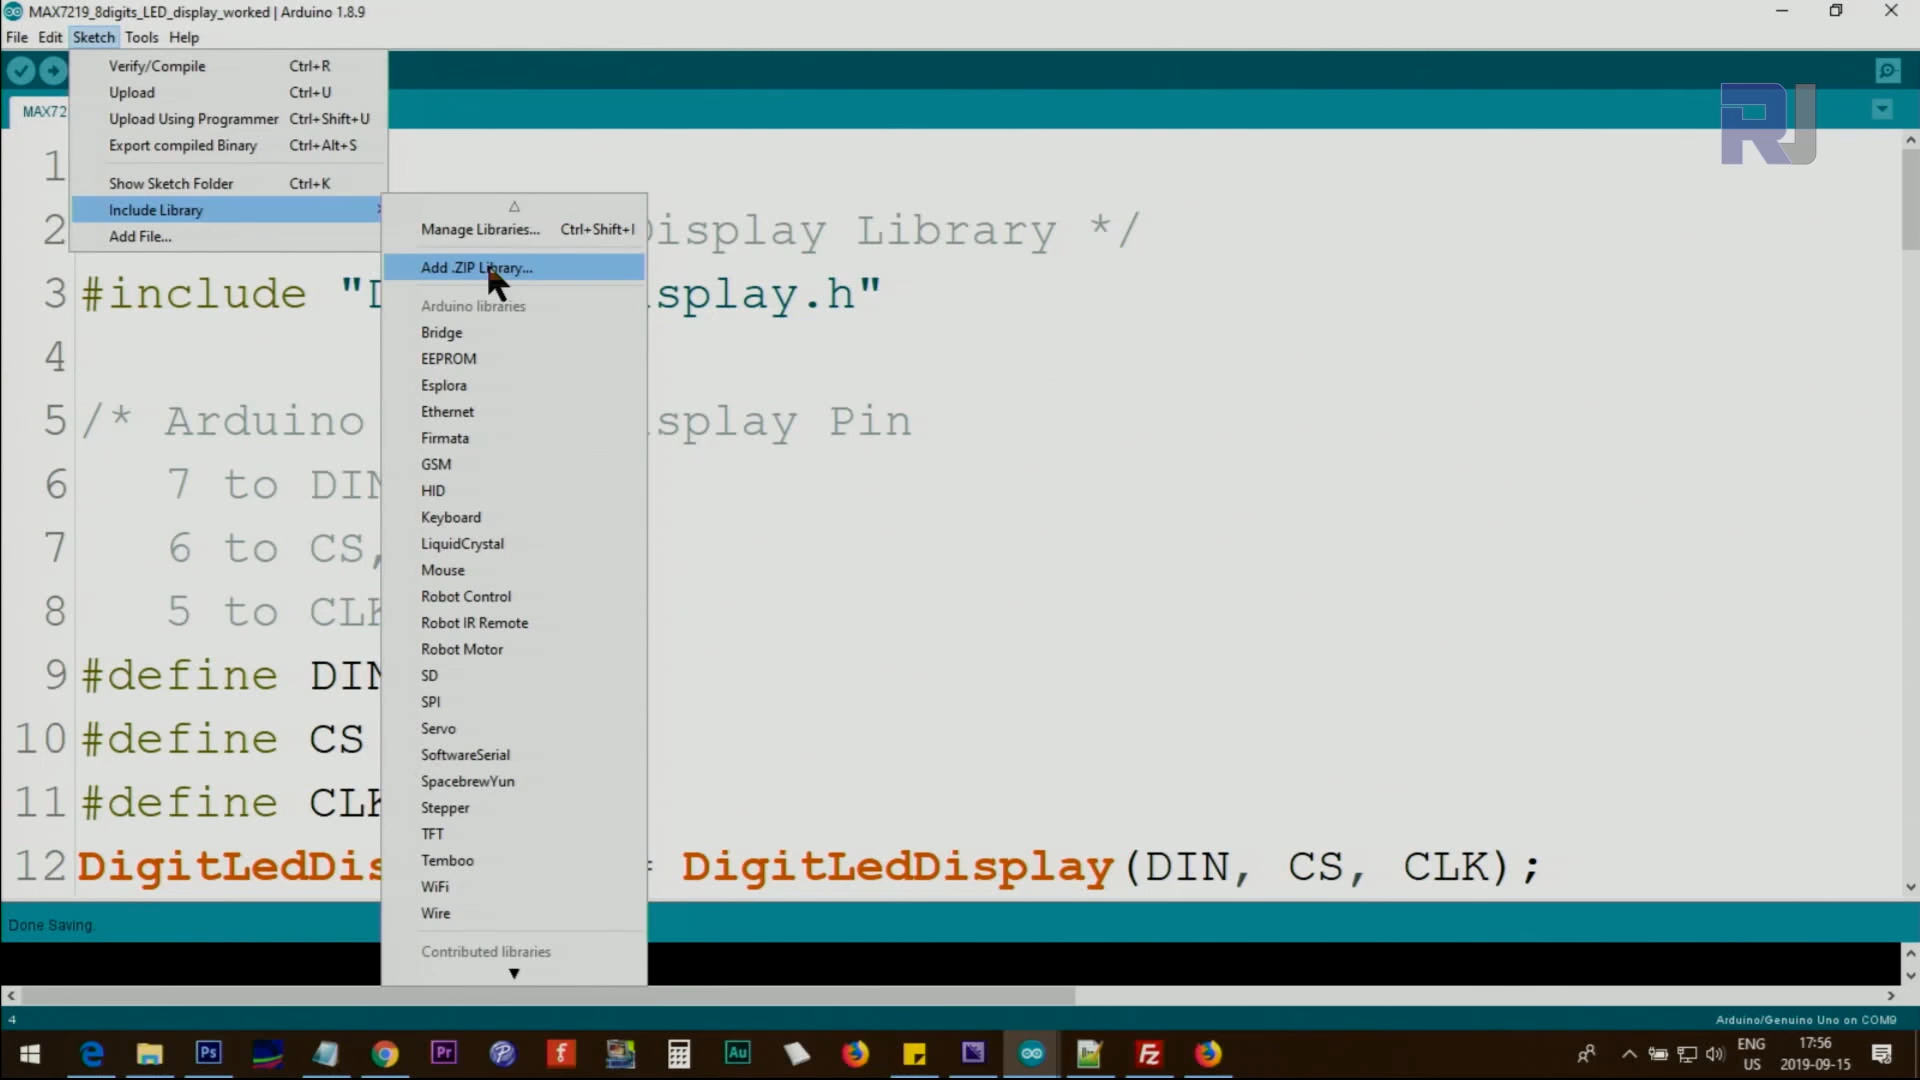 MAX7219_8digits_LED_display_worked | Arduino 1.8.9
File Edit Sketch Tools Help
Verify/Compile Ctrl+R
Upload Ctrl+U
Upload Using Programmer Ctrl+Shift+U
Export compiled Binary Ctrl+Alt+S
Show Sketch Folder Ctrl+K
Include Library
Add File...
MAX72
RJ
Manage Libraries... Ctrl+Shift+I
Add .ZIP Library...
Arduino libraries
Bridge
EEPROM
Esplora
Ethernet
Firmata
GSM
HID
Keyboard
LiquidCrystal
Mouse
Robot Control
Robot IR Remote
Robot Motor
SD
SPI
Servo
SoftwareSerial
SpacebrewYun
Stepper
TFT
Temboo
WiFi
Wire
Contributed libraries
1
2 isplay Library */
3 #include " splay.h"
4
5 /* Arduino splay Pin
6 7 to DIN
7 6 to CS,
8 5 to CLK
9 #define DIN
10 #define CS
11 #define CLK
12 DigitLedDis = DigitLedDisplay(DIN, CS, CLK);
Done Saving.
4
Arduino/Genuino Uno on COM9
Ps Pr Au Fz
ENG
US
17:56
2019-09-15